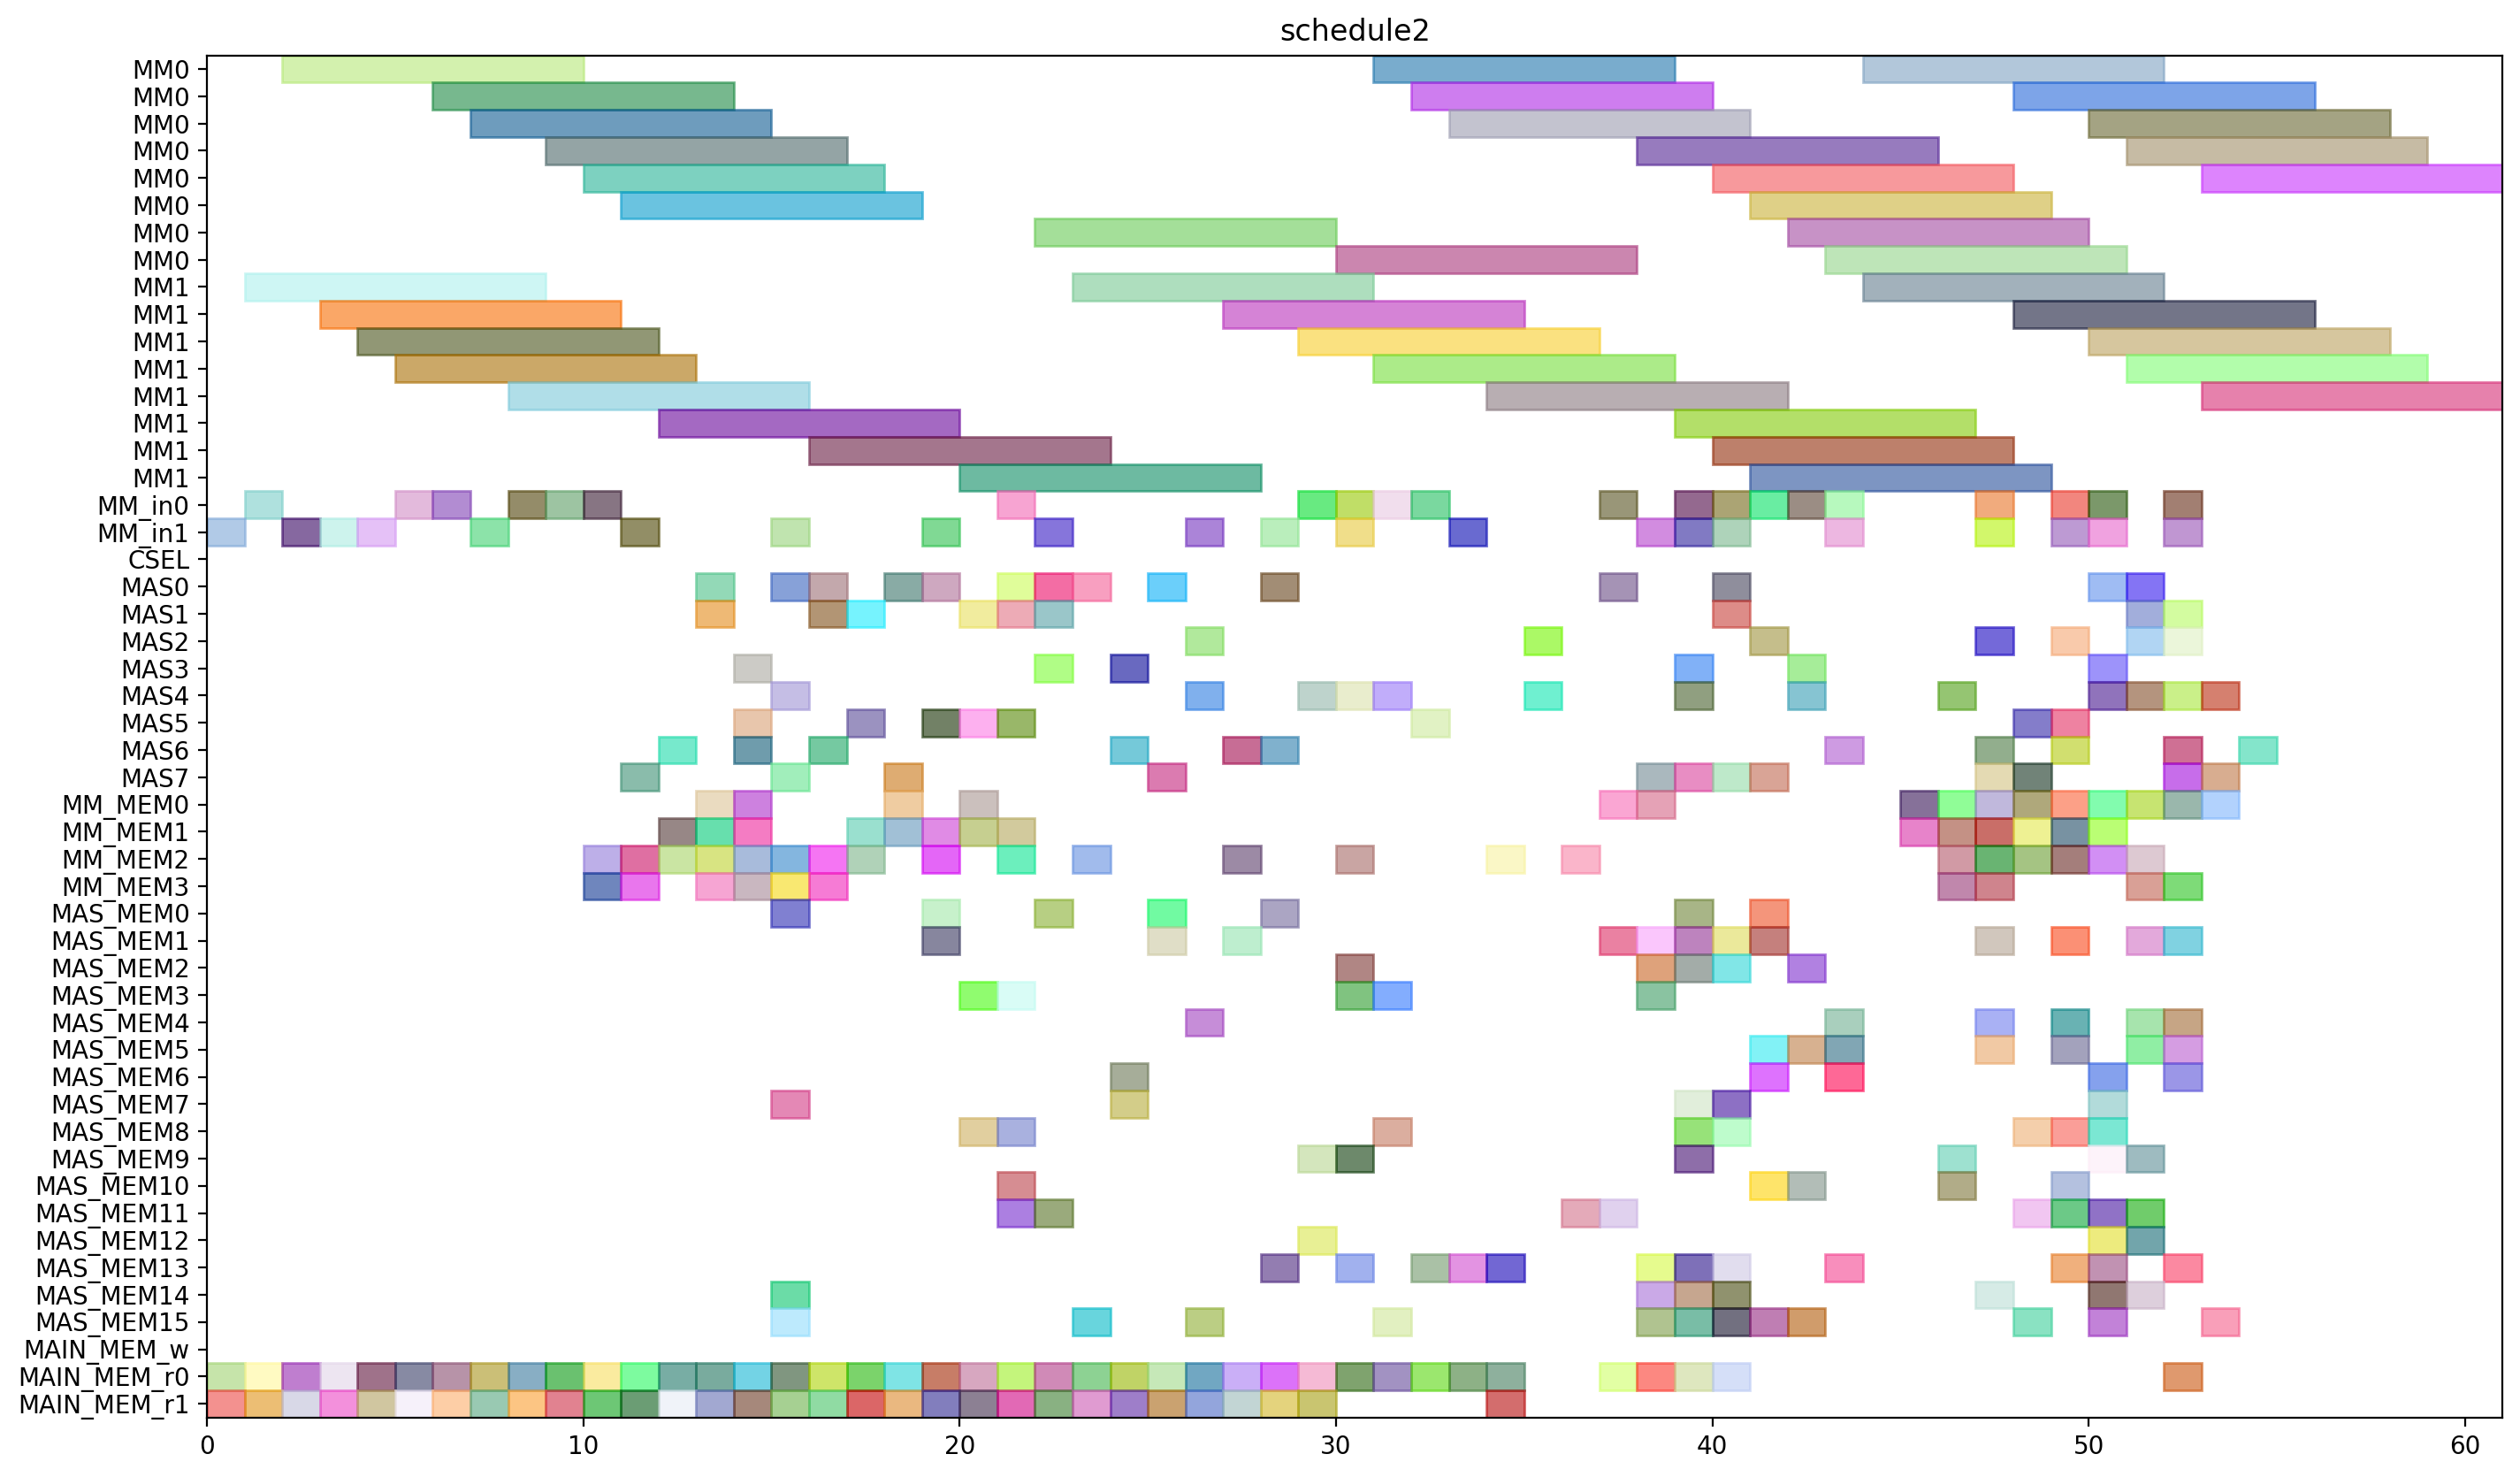 schedule2
MM0
MM0
MM0
MM0
MM0
MM0
MM0
MM0
MM1
MM1
MM1
MM1
MM1
MM1
MM1
MM1
MM_in0
MM_in1
CSEL
MAS0
MAS1
MAS2
MAS3
MAS4
MAS5
MAS6
MAS7
MM_MEM0
MM_MEM1
MM_MEM2
MM_MEM3
MAS_MEM0
MAS_MEM1
MAS_MEM2
MAS_MEM3
MAS_MEM4
MAS_MEM5
MAS_MEM6
MAS_MEM7
MAS_MEM8
MAS_MEM9
MAS_MEM10
MAS_MEM11
MAS_MEM12
MAS_MEM13
MAS_MEM14
MAS_MEM15
MAIN_MEM_w
MAIN_MEM_r0
MAIN_MEM_r1
0 10 20 30 40 50 60